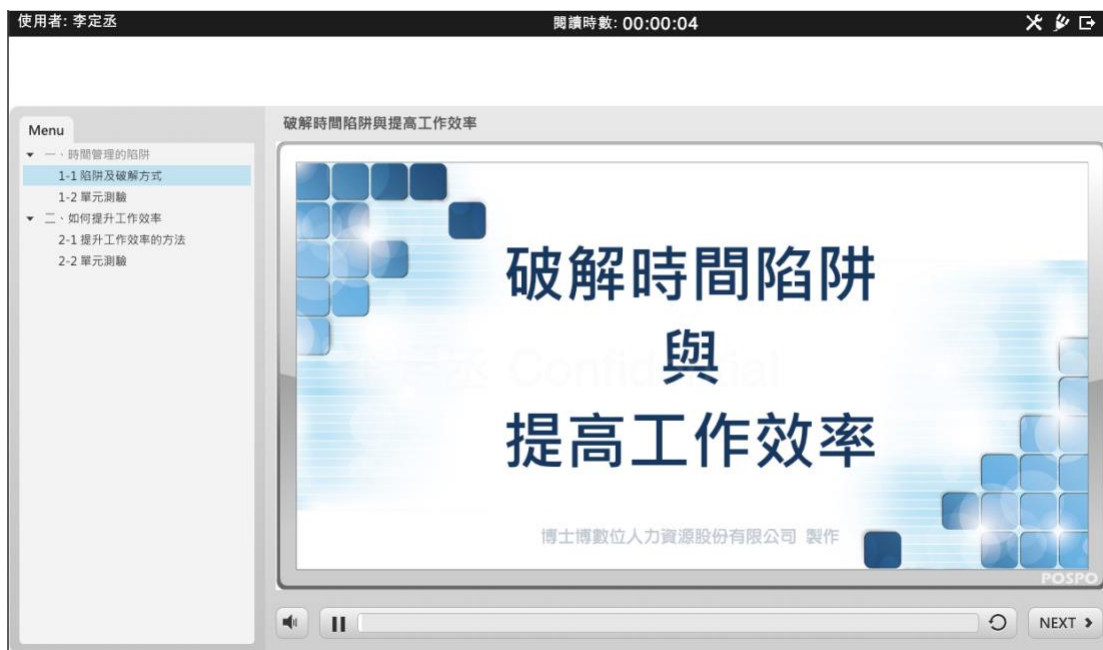 使用者: 李定丞
閱讀時數: 00:00:04
Menu
一、時間管理的陷阱
1-1 陷阱及破解方式
1-2 單元測驗
二、如何提升工作效率
2-1 提升工作效率的方法
2-2 單元測驗
破解時間陷阱與提高工作效率
破解時間陷阱
與
提高工作效率
丞 Confidential
博士博數位人力資源股份有限公司 製作
POSPO
NEXT